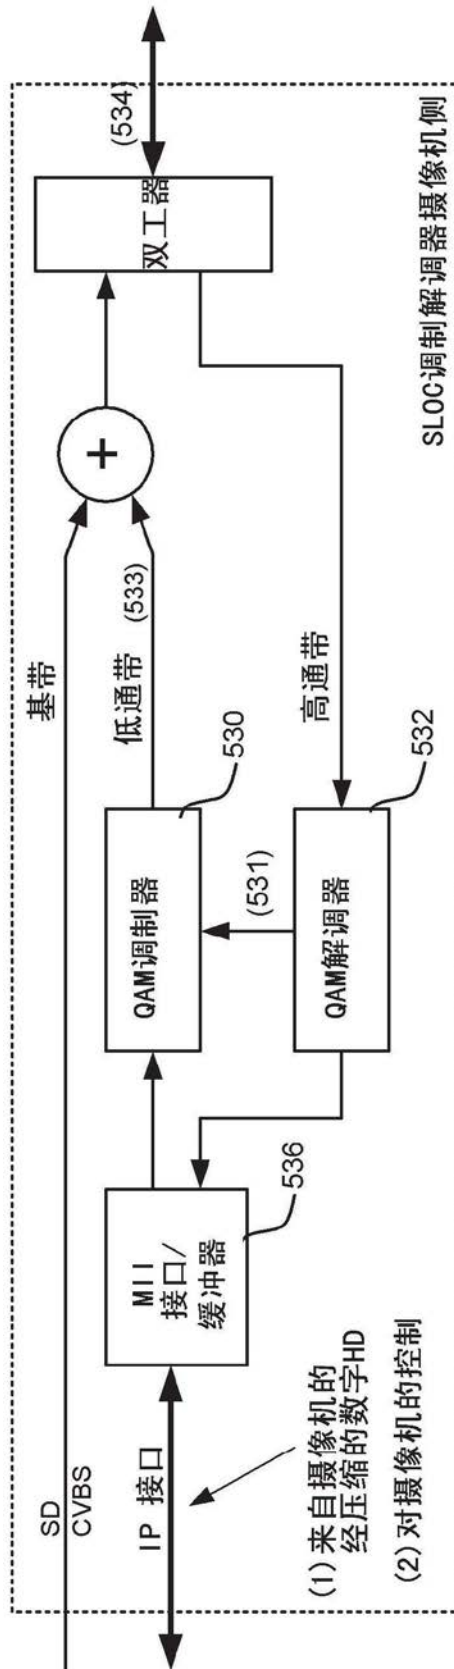 SD
CVBS
基带
IP 接口
(1) 来自摄像机的
经压缩的数字HD
(2) 对摄像机的控制
MII
接口/
缓冲器
536
QAM调制器
530
低通带
(533)
(531)
QAM解调器
532
高通带
双工器
(534)
SLOC调制解调器摄像机侧